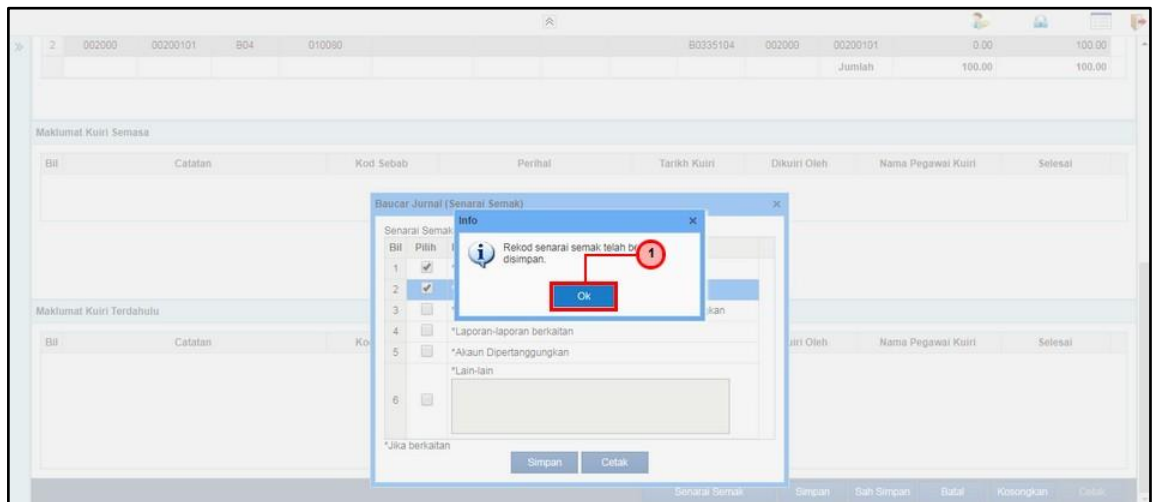 2 002000 00200101 B04 010080 B0335104 002000 00200101 0.00 100.00
Jumlah 100.00 100.00
Maklumat Kuiri Semasa
Bil Catatan Kod Sebab Perihal Tarikh Kuiri Dikuiri Oleh Nama Pegawai Kuiri Selesai
Baucar Jurnal (Senarai Semak)
Info
Senarai Semak
Rekod senarai semak telah
disimpan.
1
Ok
Bil Pilih
1
2
3
4 *Laporan-laporan berkaitan
5 *Akaun Dipertanggungkan
*Lain-lain
6
*Jika berkaitan
Simpan Cetak
Maklumat Kuiri Terdahulu
Bil Catatan Oleh Nama Pegawai Kuiri Selesai
Senarai Semak Simpan Sah Simpan Batal Kosongkan Cetak